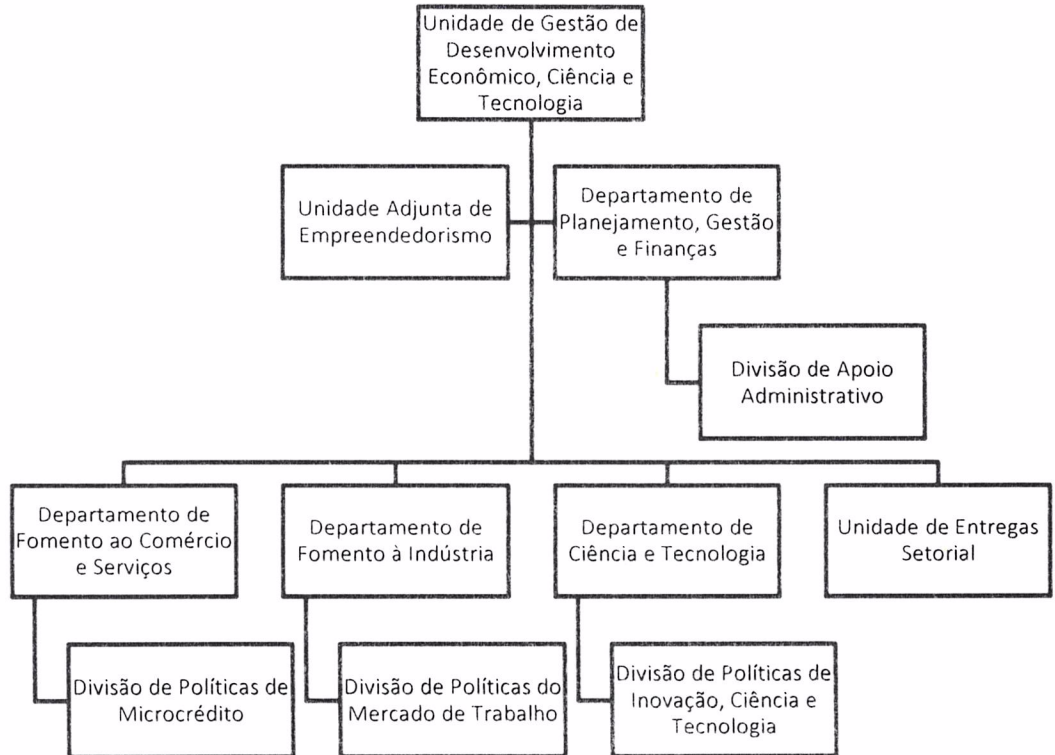 Unidade de Gestão de
Desenvolvimento
Econômico, Ciência e
Tecnologia
Unidade Adjunta de
Empreendedorismo
Departamento de
Planejamento, Gestão
e Finanças
Divisão de Apoio
Administrativo
Departamento de
Fomento ao Comércio
e Serviços
Departamento de
Fomento à Indústria
Departamento de
Ciência e Tecnologia
Unidade de Entregas
Setorial
Divisão de Políticas de
Microcrédito
Divisão de Políticas do
Mercado de Trabalho
Divisão de Políticas de
Inovação, Ciência e
Tecnologia